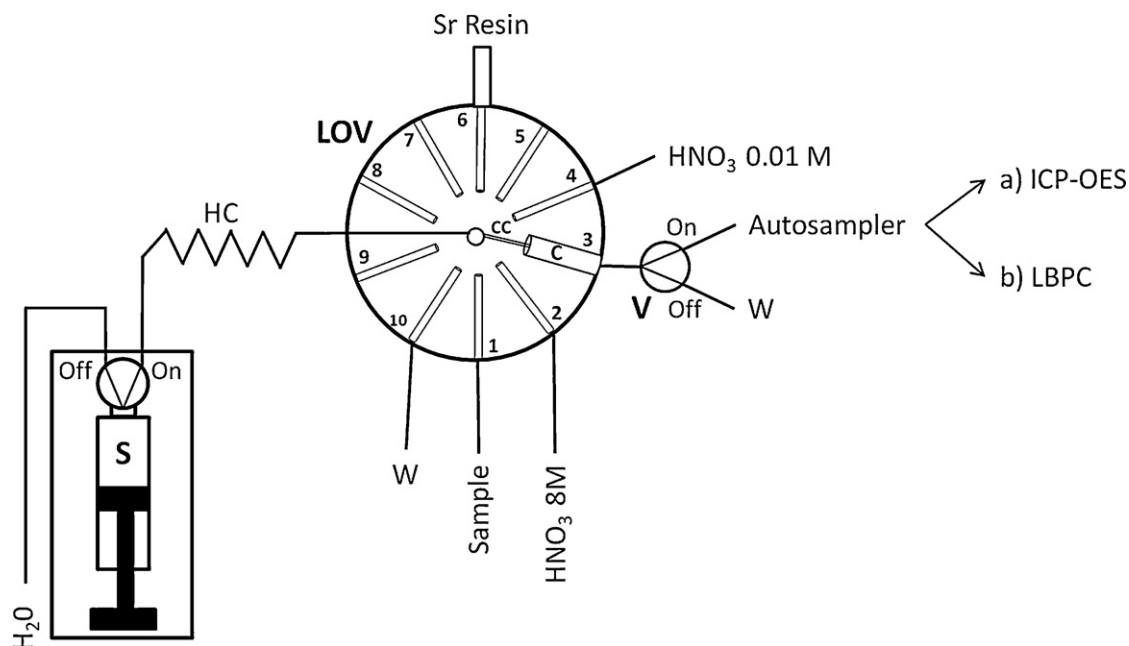 Sr Resin
LOV
6
5
7
4
HNO₃ 0.01 M
8
a) ICP-OES
HC
CC
3
On
Autosampler
C
9
b) LBPC
V
Off
W
10
2
1
Off
On
S
W
Sample
HNO₃ 8M
H₂0